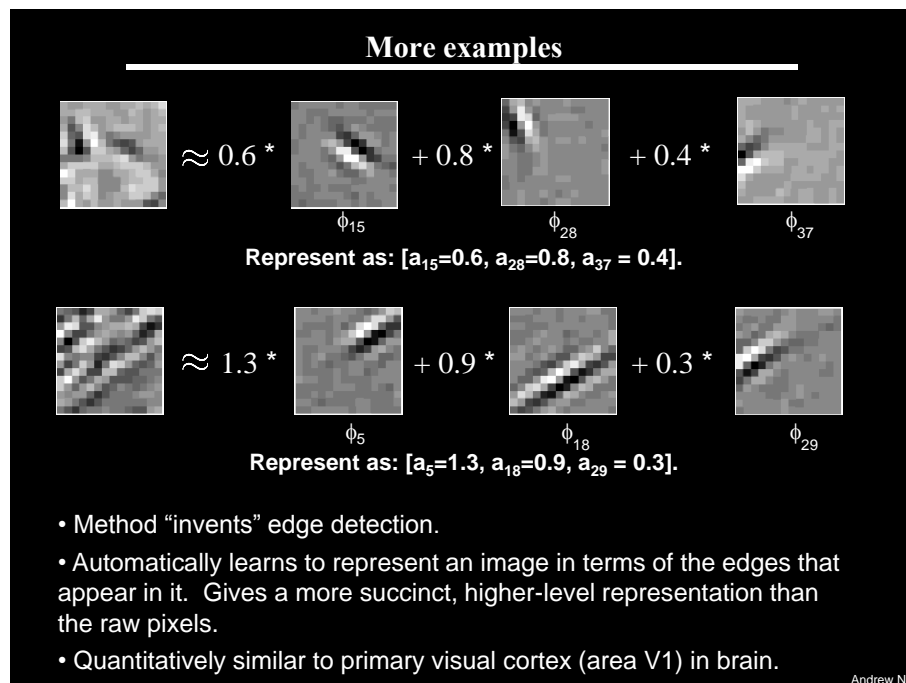 More examples
≈ 0.6 * + 0.8 * + 0.4 *
ϕ15 ϕ28 ϕ37
Represent as: [a15=0.6, a28=0.8, a37 = 0.4].
≈ 1.3 * + 0.9 * + 0.3 *
ϕ5 ϕ18 ϕ29
Represent as: [a5=1.3, a18=0.9, a29 = 0.3].
• Method “invents” edge detection.
• Automatically learns to represent an image in terms of the edges that
appear in it. Gives a more succinct, higher-level representation than
the raw pixels.
• Quantitatively similar to primary visual cortex (area V1) in brain.
Andrew N